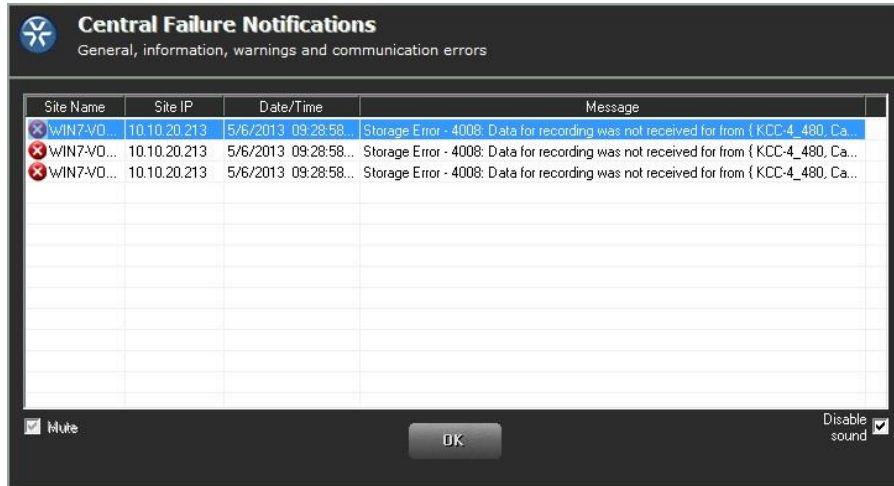 Central Failure Notifications
General, information, warnings and communication errors
Site Name Site IP Date/Time Message
WIN7-VO... 10.10.20.213 5/6/2013 09:28:58... Storage Error - 4008: Data for recording was not received for from { KCC-4_480, Ca...
WIN7-VO... 10.10.20.213 5/6/2013 09:28:58... Storage Error - 4008: Data for recording was not received for from { KCC-4_480, Ca...
WIN7-VO... 10.10.20.213 5/6/2013 09:28:58... Storage Error - 4008: Data for recording was not received for from { KCC-4_480, Ca...
Mute
OK
Disable
sound